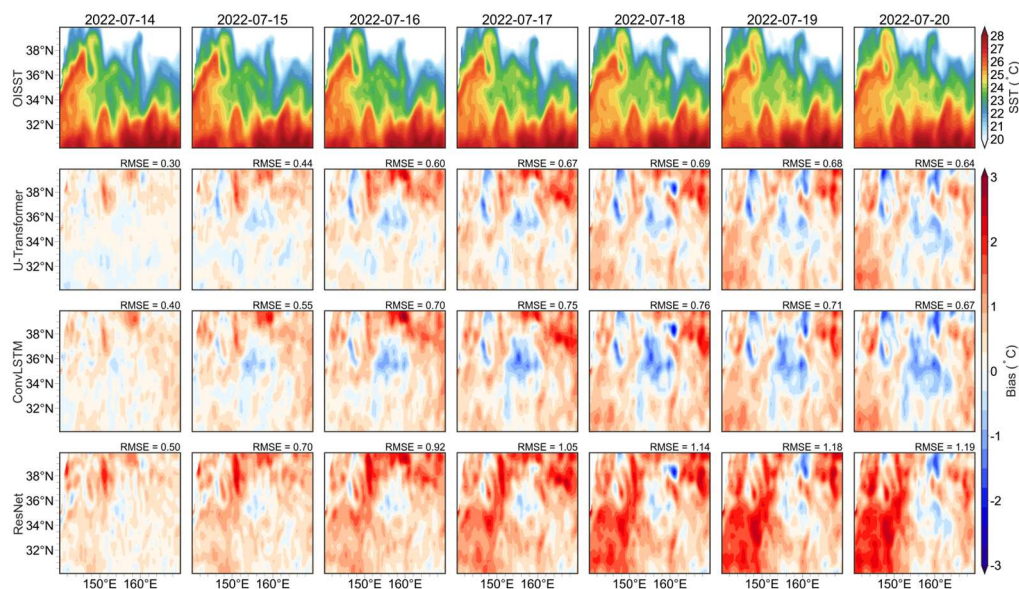 2022-07-14 2022-07-15 2022-07-16 2022-07-17 2022-07-18 2022-07-19 2022-07-20
OISST
38°N
36°N
34°N
32°N
28
27
26
25
24
23
22
21
20
SST (°C)
RMSE = 0.30 RMSE = 0.44 RMSE = 0.60 RMSE = 0.67 RMSE = 0.69 RMSE = 0.68 RMSE = 0.64
U-Transformer
38°N
36°N
34°N
32°N
RMSE = 0.40 RMSE = 0.55 RMSE = 0.70 RMSE = 0.75 RMSE = 0.76 RMSE = 0.71 RMSE = 0.67
ConvLSTM
38°N
36°N
34°N
32°N
RMSE = 0.50 RMSE = 0.70 RMSE = 0.92 RMSE = 1.05 RMSE = 1.14 RMSE = 1.18 RMSE = 1.19
ResNet
38°N
36°N
34°N
32°N
3
2
1
0
-1
-2
-3
Bias (°C)
150°E 160°E 150°E 160°E 150°E 160°E 150°E 160°E 150°E 160°E 150°E 160°E 150°E 160°E